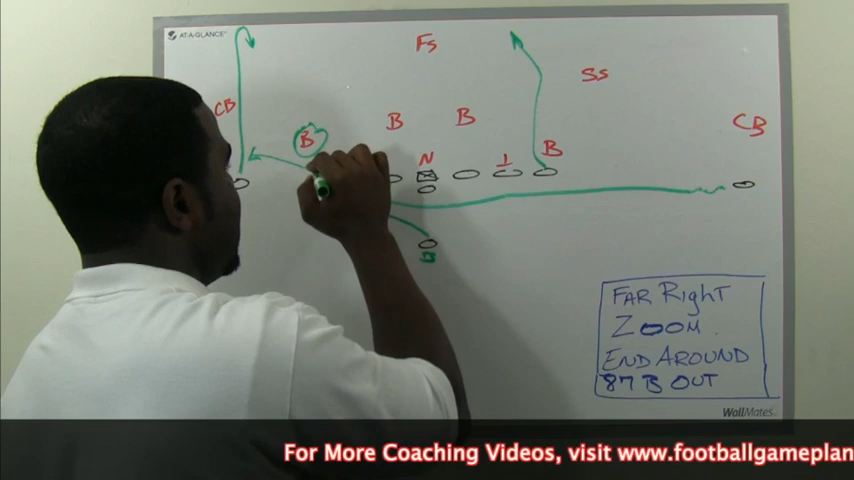 AT-A-GLANCE
FS
SS
CB
B
B
B
CB
N
T
B
B
FAR RIGHT
ZOOM
END AROUND
87 B OUT
WallMates
For More Coaching Videos, visit www.footballgameplan